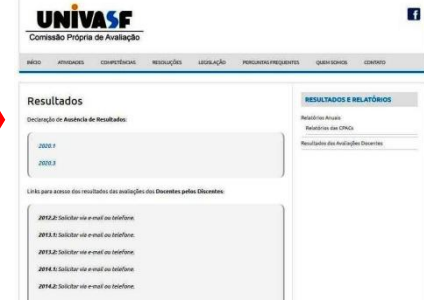 UNIVASF
Comissão Própria de Avaliação
f
INÍCIO ATIVIDADES COMPETÊNCIAS RESOLUÇÕES LEGISLAÇÃO PERGUNTAS FREQUENTES QUEM SOMOS CONTATO
Resultados
Declaração de Ausência de Resultados:
2020.1
2020.3
Links para acesso dos resultados das avaliações dos Docentes pelos Discentes:
2012.2: Solicitar via e-mail ou telefone.
2013.1: Solicitar via e-mail ou telefone.
2013.2: Solicitar via e-mail ou telefone.
2014.1: Solicitar via e-mail ou telefone.
2014.2: Solicitar via e-mail ou telefone.
RESULTADOS E RELATÓRIOS
Relatórios Anuais
Relatórios das CPACs
Resultados das Avaliações Docentes